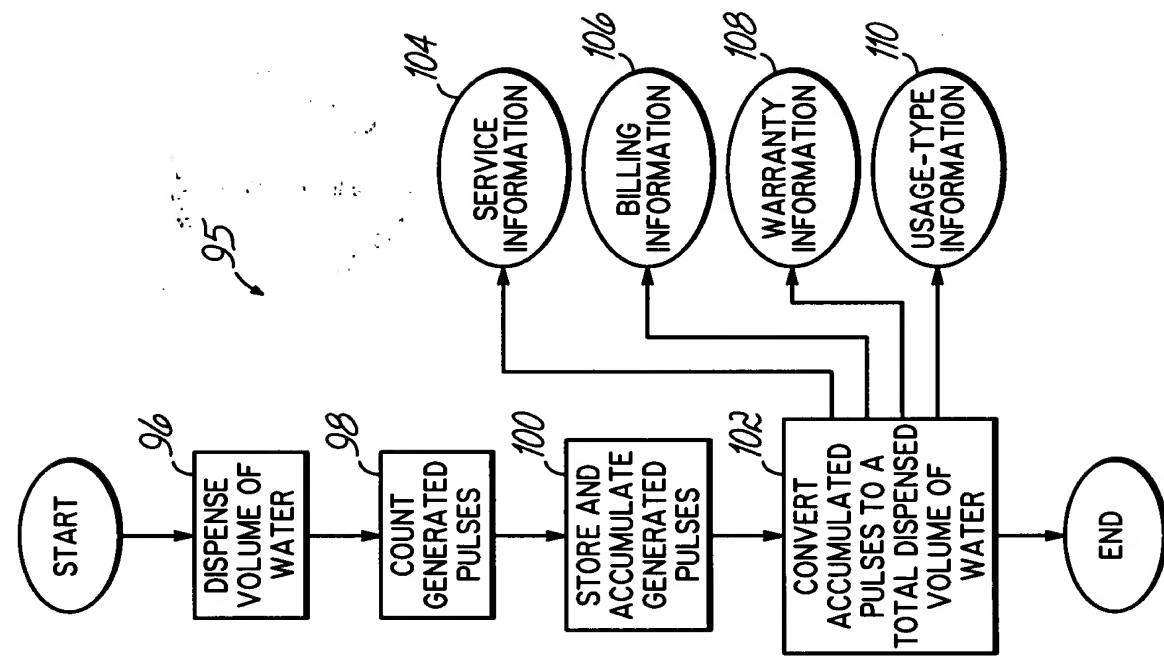 95
START
96
DISPENSE
VOLUME OF
WATER
98
COUNT
GENERATED
PULSES
100
STORE AND
ACCUMULATE
GENERATED
PULSES
102
CONVERT
ACCUMULATED
PULSES TO A
TOTAL DISPENSED
VOLUME OF
WATER
END
104
SERVICE
INFORMATION
106
BILLING
INFORMATION
108
WARRANTY
INFORMATION
110
USAGE-TYPE
INFORMATION